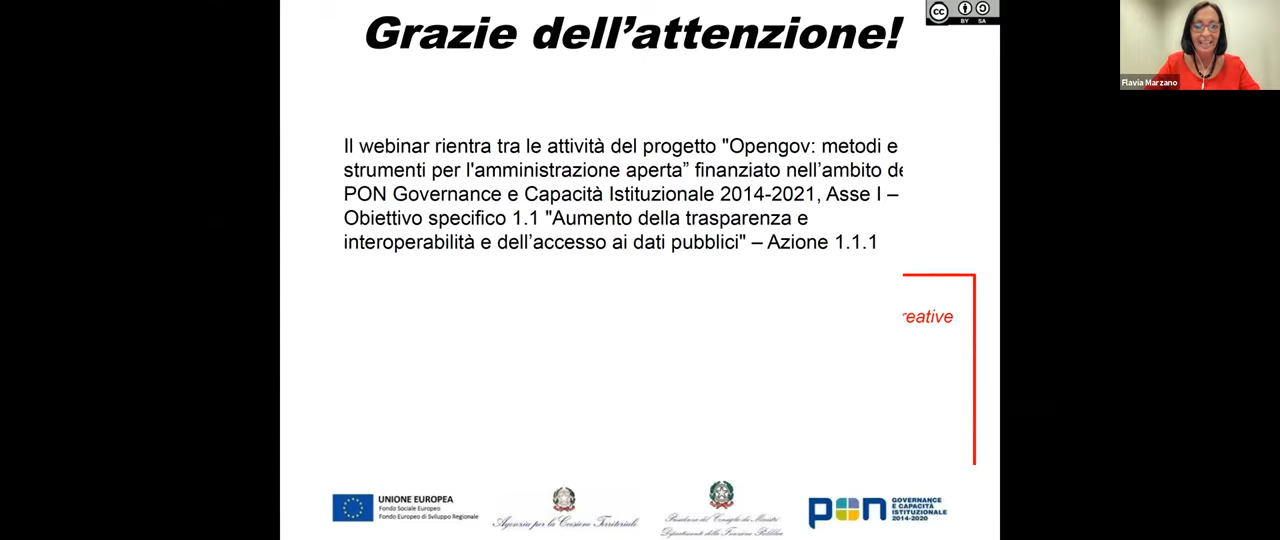 Grazie dell'attenzione!
BY SA
Flavia Marzano
Il webinar rientra tra le attività del progetto "Opengov: metodi e
strumenti per l'amministrazione aperta” finanziato nell’ambito de
PON Governance e Capacità Istituzionale 2014-2021, Asse I –
Obiettivo specifico 1.1 "Aumento della trasparenza e
interoperabilità e dell’accesso ai dati pubblici" – Azione 1.1.1
reative
UNIONE EUROPEA
Fondo Sociale Europeo
Fondo Europeo di Sviluppo Regionale
Agenzia per la Coesione Territoriale
Presidenza del Consiglio dei Ministri
Dipartimento della Funzione Pubblica
pon
GOVERNANCE
E CAPACITÀ
ISTITUZIONALE
2014-2020